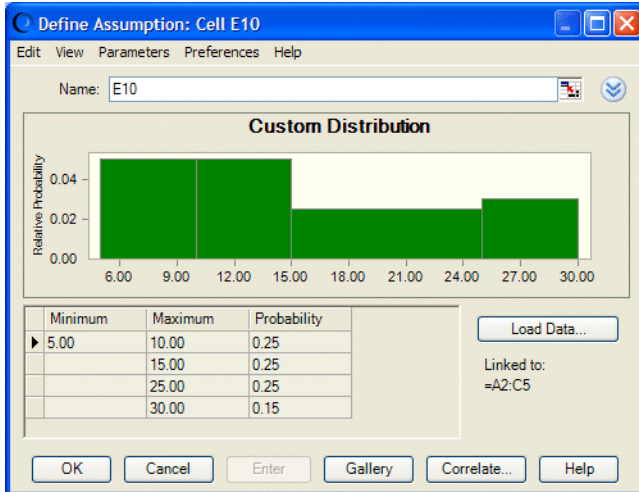 Define Assumption: Cell E10
Edit View Parameters Preferences Help
Name: E10
Custom Distribution
Relative Probability
0.04
0.02
0.00
6.00 9.00 12.00 15.00 18.00 21.00 24.00 27.00 30.00
Minimum Maximum Probability
5.00 10.00 0.25
15.00 0.25
25.00 0.25
30.00 0.15
Load Data...
Linked to:
=A2:C5
OK Cancel Enter Gallery Correlate... Help